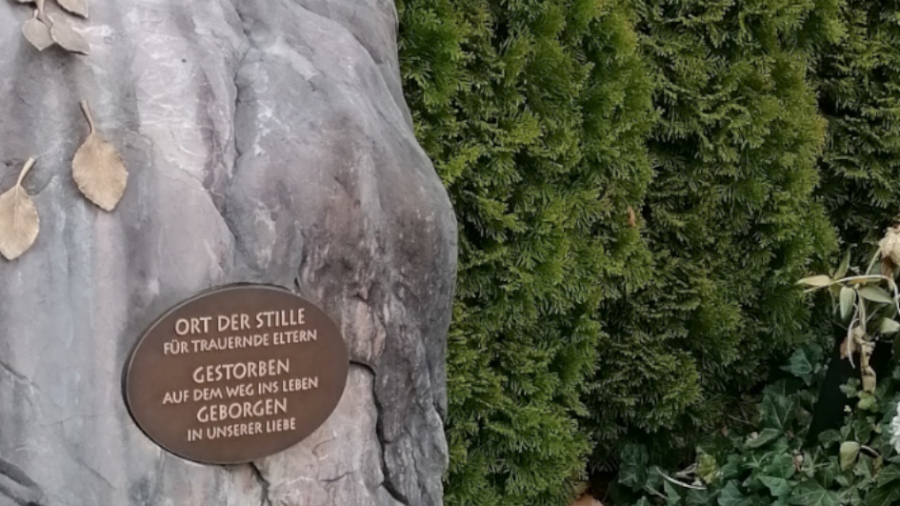 ORT DER STILLE
FÜR TRAUERNDE ELTERN
GESTORBEN
AUF DEM WEG INS LEBEN
GEBORGEN
IN UNSERER LIEBE